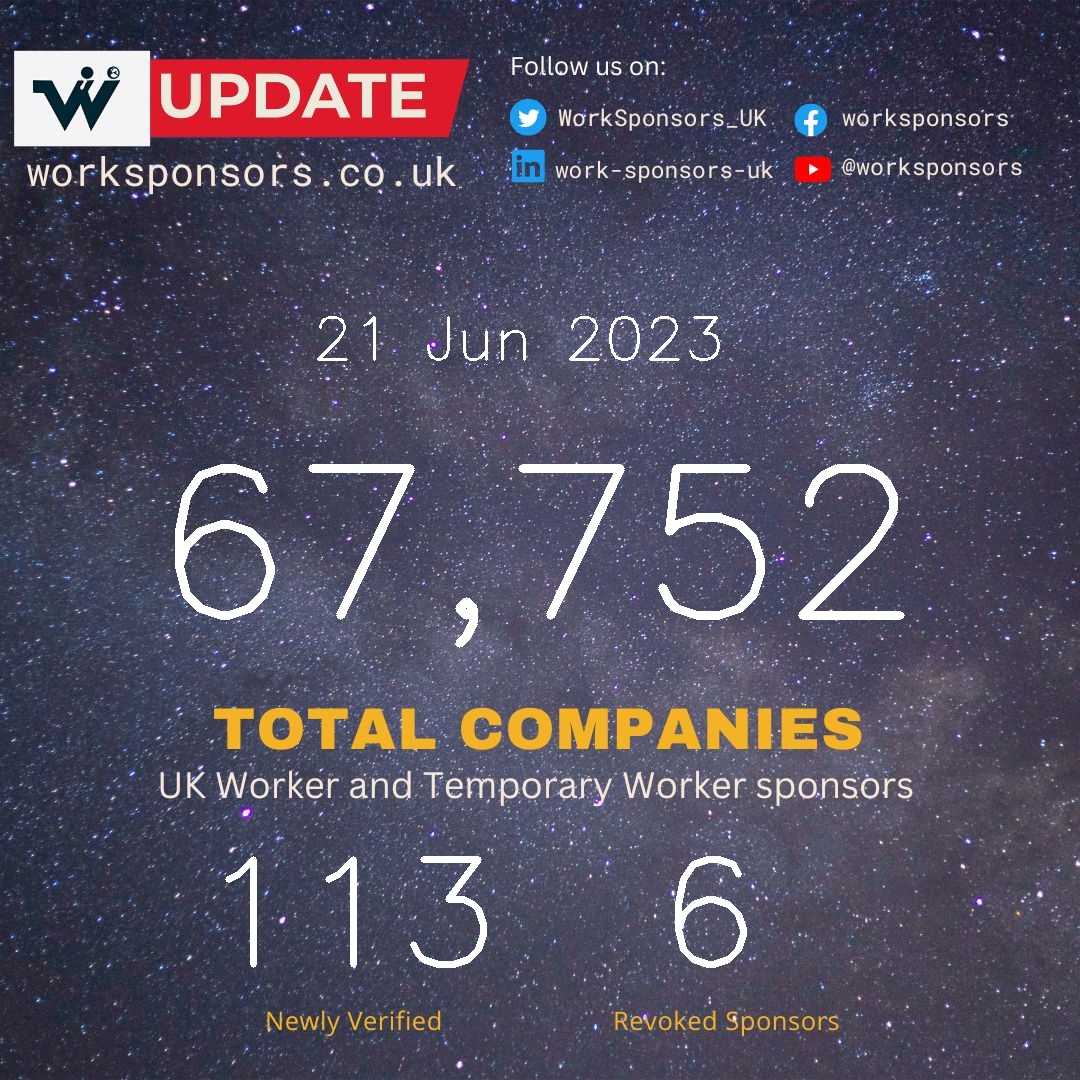 UPDATE
worksponsors.co.uk
Follow us on:
WorkSponsors_UK
worksponsors
work-sponsors-uk
@worksponsors
21 Jun 2023
67,752
TOTAL COMPANIES
UK Worker and Temporary Worker sponsors
113 6
Newly Verified Revoked Sponsors